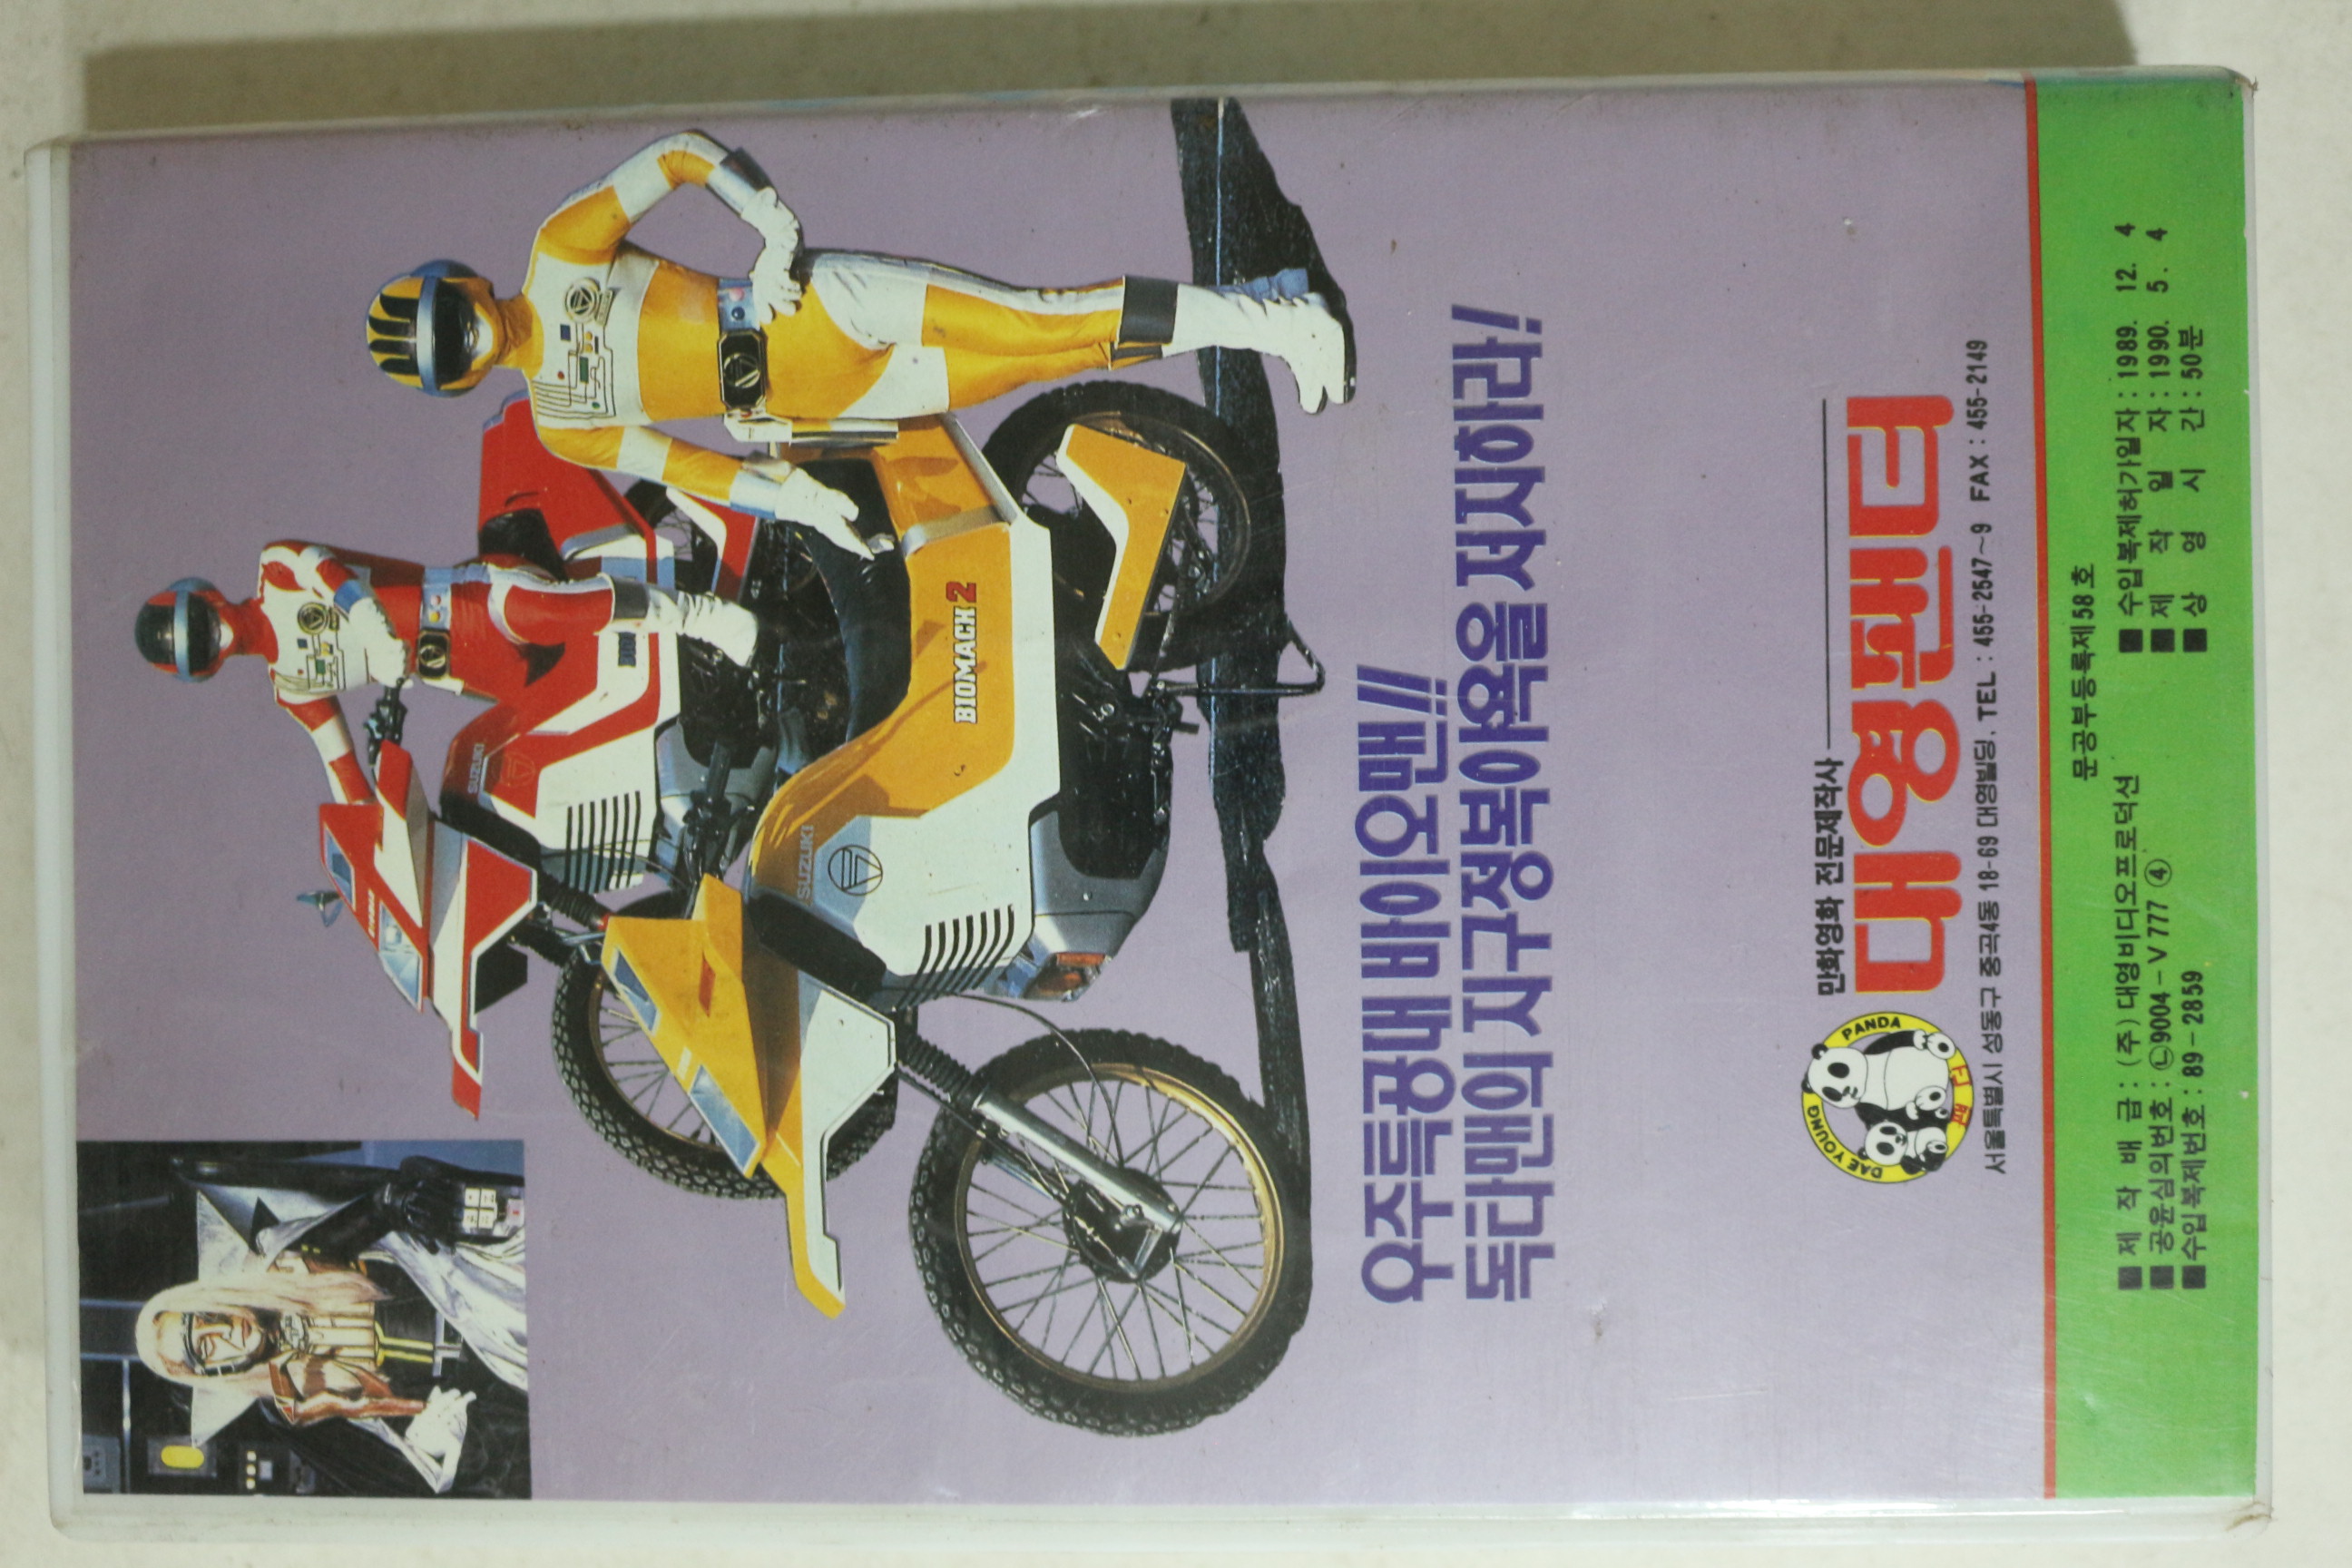 SUZUKI
BIO
SUZUKI
BIOMACH 2
우주특공대 바이오맨!!
독타맨의 지구정복야욕을 저지하라!
만화영화 전문제작사
대영팬더
DAE YOUNG PANDA
팬더
서울특별시 성동구 중곡4동 18-69 대영빌딩. TEL : 455-2547~9 FAX : 455-2149
문공부등록제58호
■제 작 배 급 : (주)대영비디오프로덕션
■공윤심의번호 : Ⓛ9004-V777 ④
■수입복제번호 : 89-2859
■수입복제허가일자 : 1989. 12. 4
■제 작 일 자 : 1990. 5. 4
■상 영 시 간 : 50분